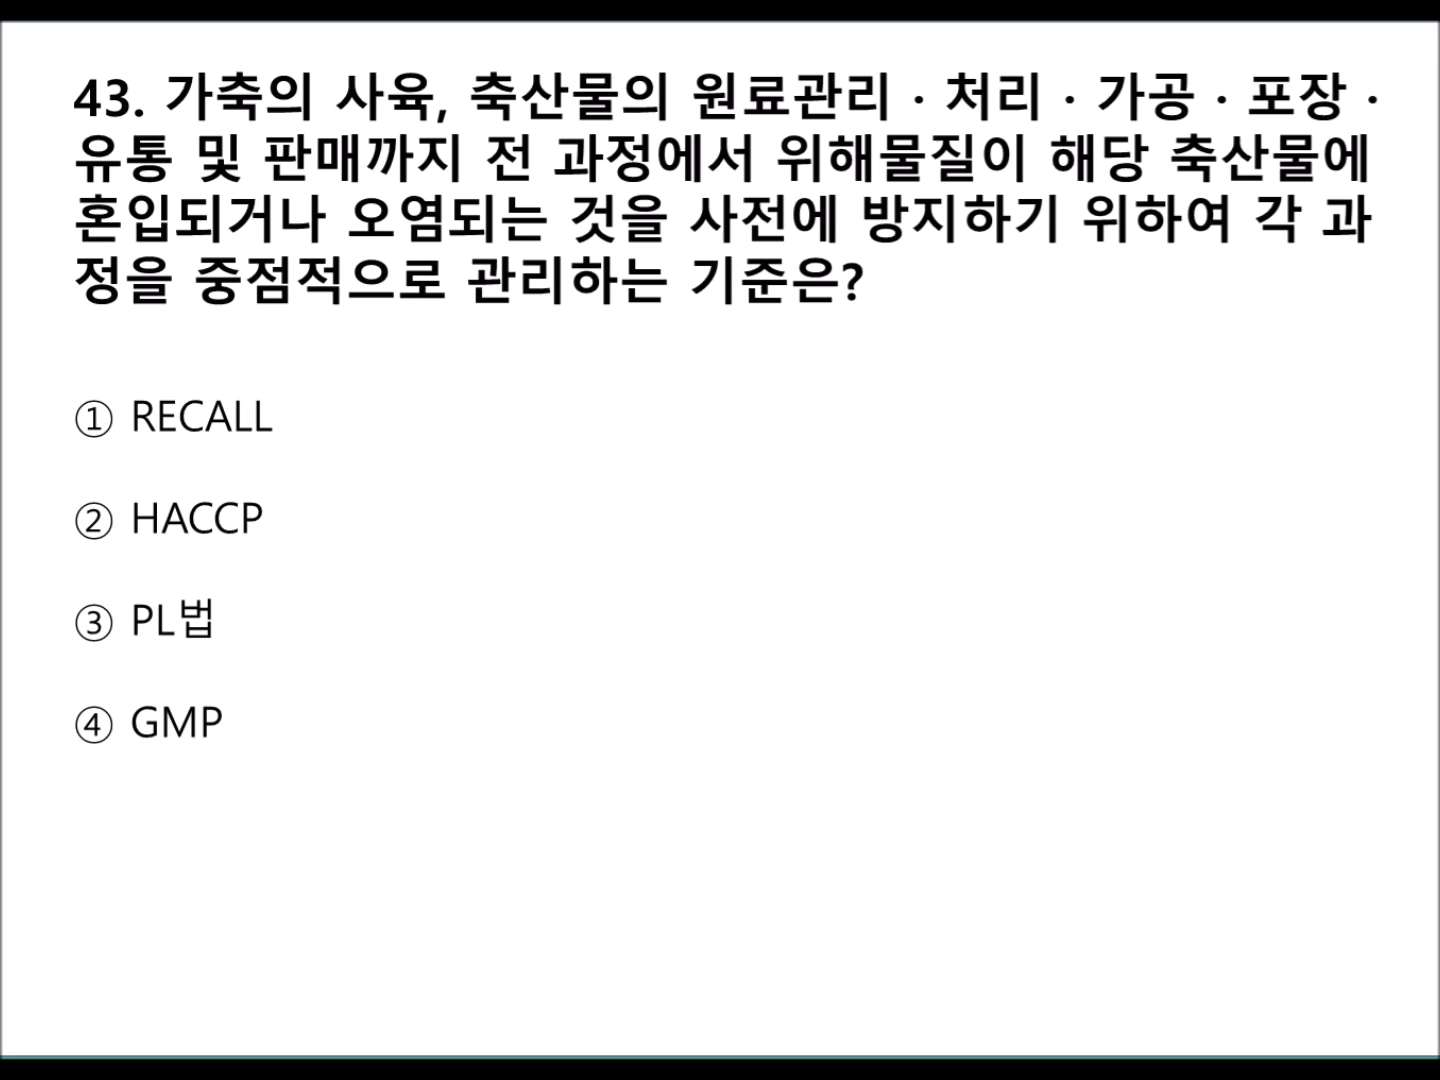 43. 가축의 사육, 축산물의 원료관리 · 처리 · 가공 · 포장 ·
유통 및 판매까지 전 과정에서 위해물질이 해당 축산물에
혼입되거나 오염되는 것을 사전에 방지하기 위하여 각 과
정을 중점적으로 관리하는 기준은?
① RECALL
② HACCP
③ PL법
④ GMP